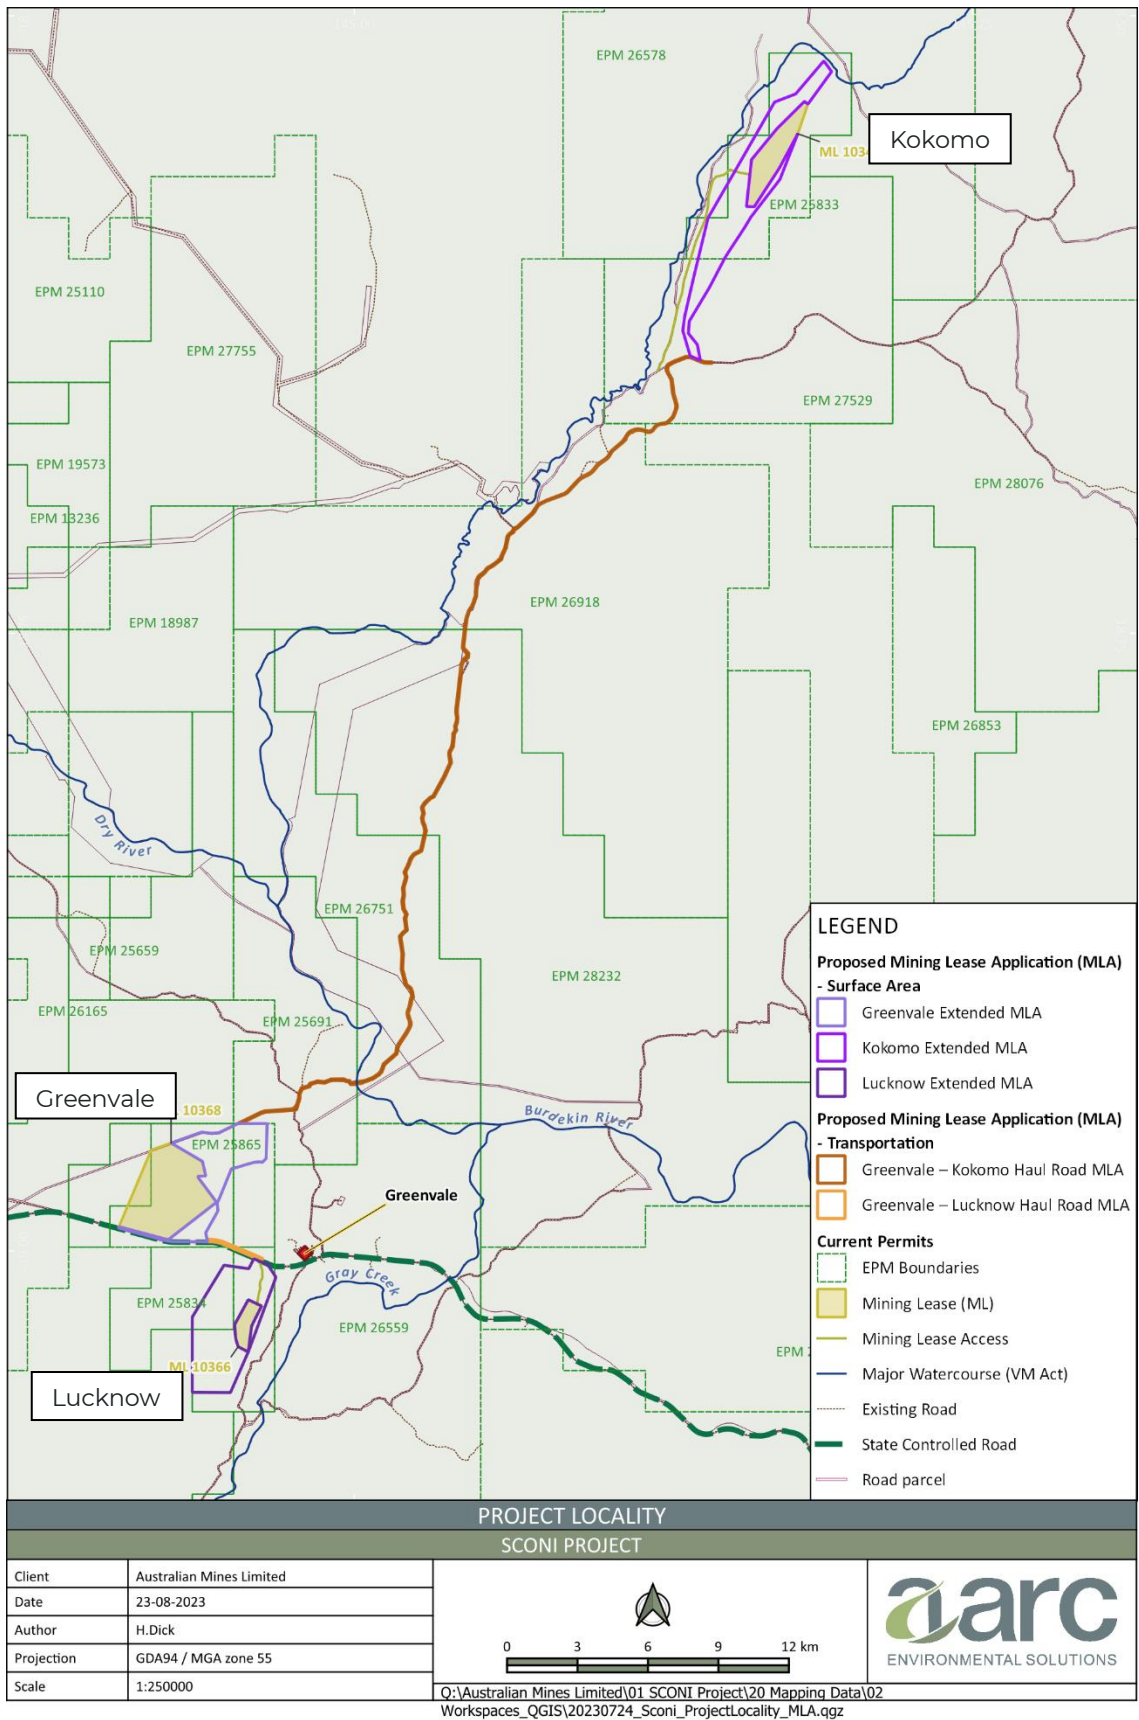 EPM 26578
Kokomo
ML 103
EPM 25833
EPM 25110
EPM 27755
EPM 27529
EPM 19573
EPM 28076
EPM 13236
EPM 26918
EPM 18987
EPM 26853
Dry River
EPM 26751
EPM 25659
EPM 28232
EPM 26165
EPM 25691
Greenvale
10368
Burdekin River
EPM 25865
Greenvale
Gray Creek
EPM 25834
EPM 26559
EPM
ML 10366
Lucknow
LEGEND
Proposed Mining Lease Application (MLA)
- Surface Area
Greenvale Extended MLA
Kokomo Extended MLA
Lucknow Extended MLA
Proposed Mining Lease Application (MLA)
- Transportation
Greenvale – Kokomo Haul Road MLA
Greenvale – Lucknow Haul Road MLA
Current Permits
EPM Boundaries
Mining Lease (ML)
Mining Lease Access
Major Watercourse (VM Act)
Existing Road
State Controlled Road
Road parcel
PROJECT LOCALITY
SCONI PROJECT
Client Australian Mines Limited
Date 23-08-2023
Author H.Dick
Projection GDA94 / MGA zone 55
Scale 1:250000
0 3 6 9 12 km
Q:\Australian Mines Limited\01 SCONI Project\20 Mapping Data\02
Workspaces_QGIS\20230724_Sconi_ProjectLocality_MLA.qgz
aarc
ENVIRONMENTAL SOLUTIONS